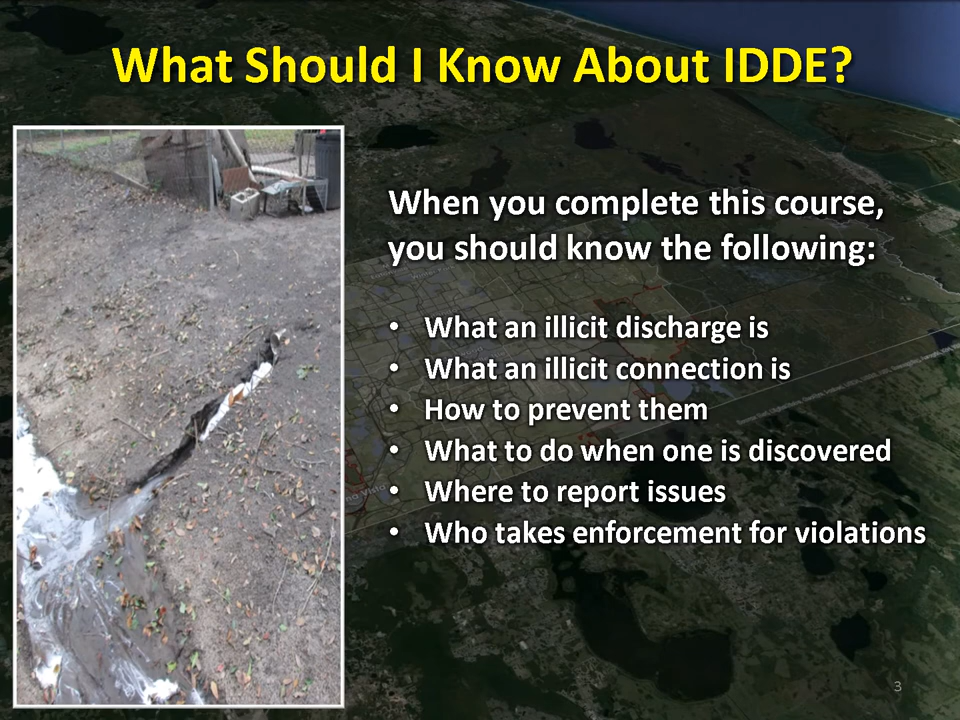 What Should I Know About IDDE?
When you complete this course,
you should know the following:
• What an illicit discharge is
• What an illicit connection is
• How to prevent them
• What to do when one is discovered
• Where to report issues
• Who takes enforcement for violations
3